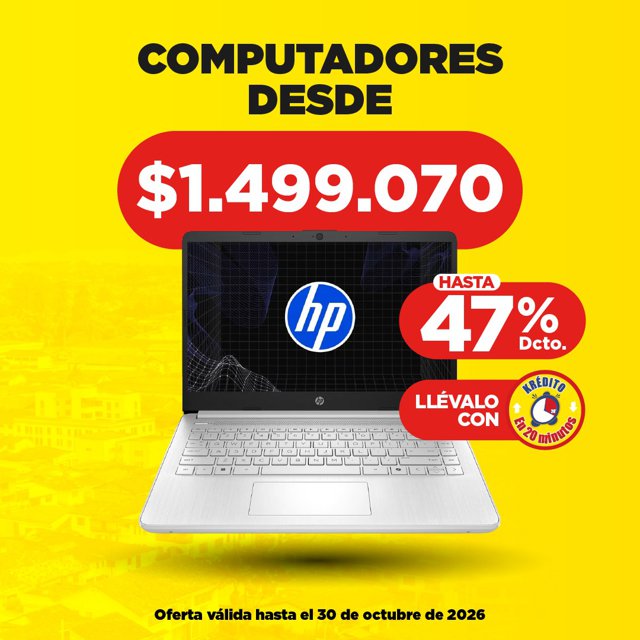 COMPUTADORES
DESDE
$1.499.070
hp
hp
HASTA
47%
Dcto.
LLÉVALO
CON
KRÉDITO
En 20 minutos
Oferta válida hasta el 30 de octubre de 2026